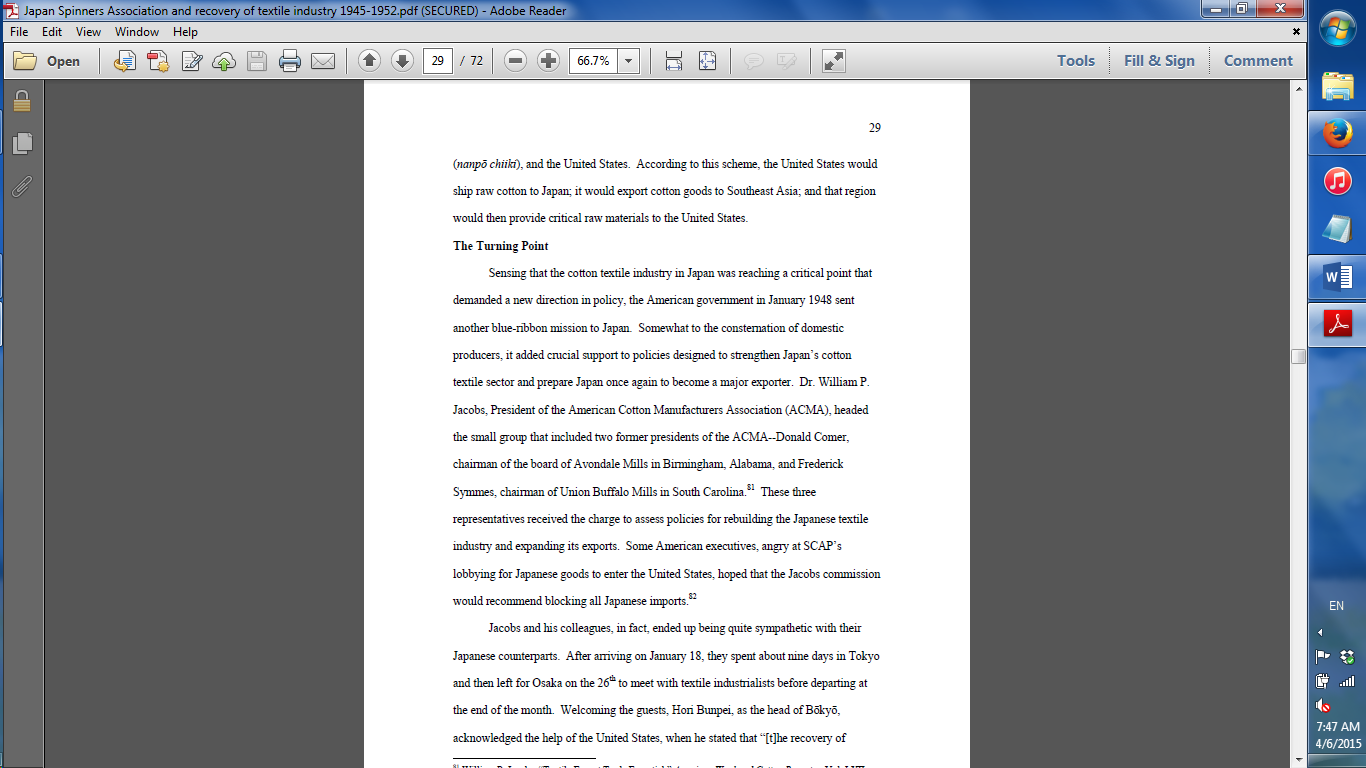 Japan Spinners Association and recovery of textile industry 1945-1952.pdf (SECURED) - Adobe Reader
File Edit View Window Help
Open 29 / 72 66.7% Tools Fill & Sign Comment
29
(nanpō chiiki), and the United States. According to this scheme, the United States would
ship raw cotton to Japan; it would export cotton goods to Southeast Asia; and that region
would then provide critical raw materials to the United States.
The Turning Point
Sensing that the cotton textile industry in Japan was reaching a critical point that
demanded a new direction in policy, the American government in January 1948 sent
another blue-ribbon mission to Japan. Somewhat to the consternation of domestic
producers, it added crucial support to policies designed to strengthen Japan's cotton
textile sector and prepare Japan once again to become a major exporter. Dr. William P.
Jacobs, President of the American Cotton Manufacturers Association (ACMA), headed
the small group that included two former presidents of the ACMA--Donald Comer,
chairman of the board of Avondale Mills in Birmingham, Alabama, and Frederick
Symmes, chairman of Union Buffalo Mills in South Carolina.81 These three
representatives received the charge to assess policies for rebuilding the Japanese textile
industry and expanding its exports. Some American executives, angry at SCAP's
lobbying for Japanese goods to enter the United States, hoped that the Jacobs commission
would recommend blocking all Japanese imports.82
Jacobs and his colleagues, in fact, ended up being quite sympathetic with their
Japanese counterparts. After arriving on January 18, they spent about nine days in Tokyo
and then left for Osaka on the 26th to meet with textile industrialists before departing at
the end of the month. Welcoming the guests, Hori Bunpei, as the head of Bōkyō,
acknowledged the help of the United States, when he stated that "[t]he recovery of
EN
7:47 AM
4/6/2015